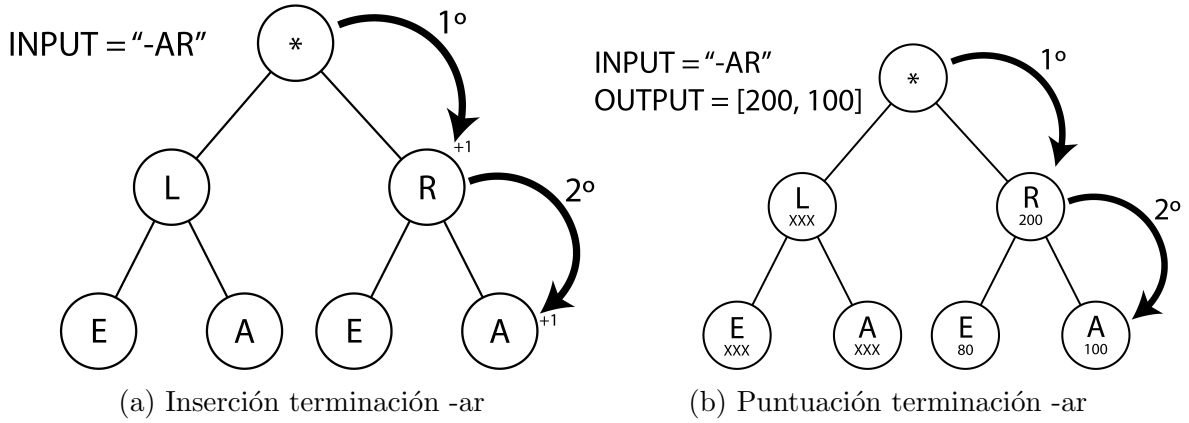 INPUT = “-AR”
*
1º
+1
L
R
2º
E
A
E
A
+1
(a) Inserción terminación -ar
INPUT = “-AR”
OUTPUT = [200, 100]
*
1º
L
XXX
R
200
2º
E
XXX
A
XXX
E
80
A
100
(b) Puntuación terminación -ar